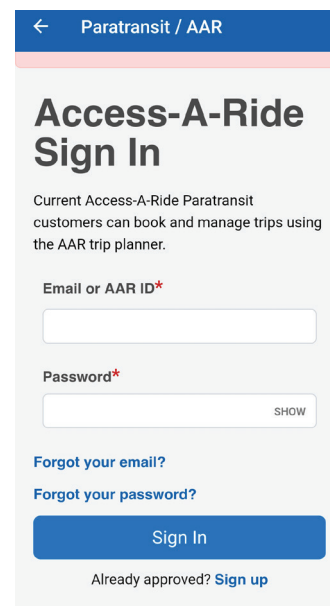 Paratransit / AAR
Access-A-Ride
Sign In
Current Access-A-Ride Paratransit
customers can book and manage trips using
the AAR trip planner.
Email or AAR ID*
Password*
SHOW
Forgot your email?
Forgot your password?
Sign In
Already approved? Sign up